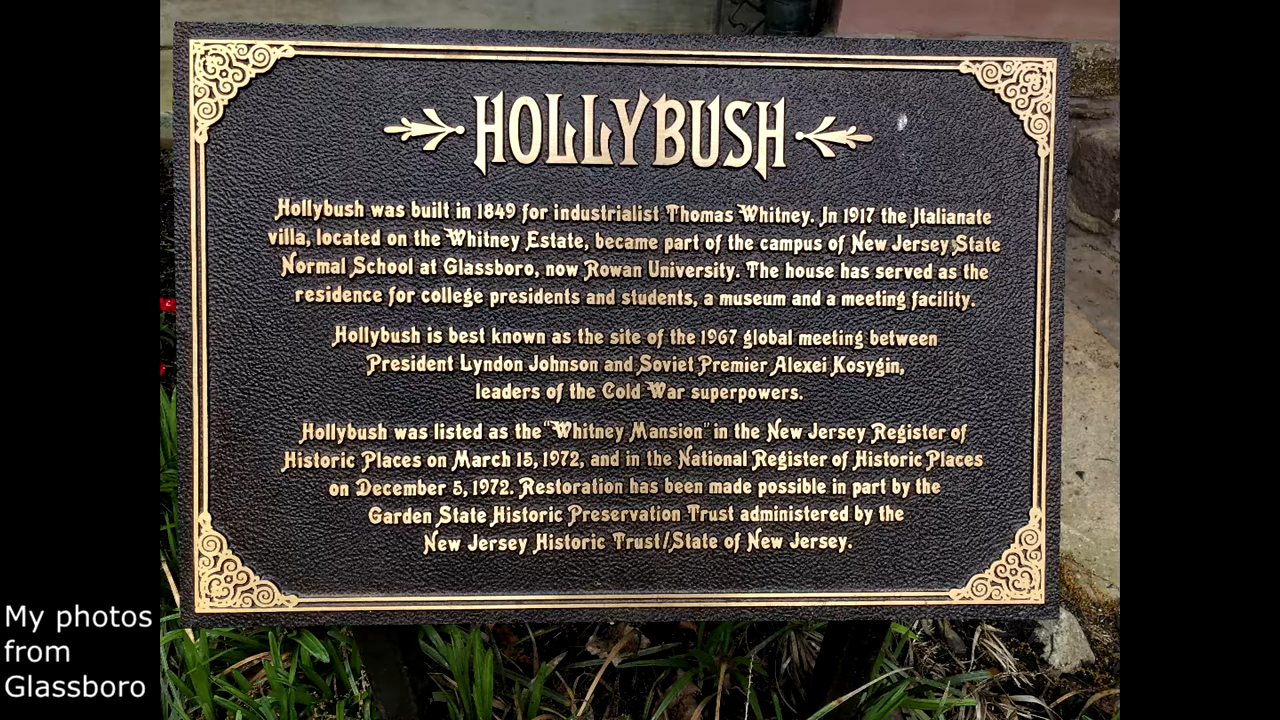 HOLLYBUSH
Hollybush was built in 1849 for industrialist Thomas Whitney. In 1917 the Italianate
villa, located on the Whitney Estate, became part of the campus of New Jersey State
Normal School at Glassboro, now Rowan University. The house has served as the
residence for college presidents and students, a museum and a meeting facility.
Hollybush is best known as the site of the 1967 global meeting between
President Lyndon Johnson and Soviet Premier Alexei Kosygin,
leaders of the Cold War superpowers.
Hollybush was listed as the "Whitney Mansion" in the New Jersey Register of
Historic Places on March 15, 1972, and in the National Register of Historic Places
on December 5, 1972. Restoration has been made possible in part by the
Garden State Historic Preservation Trust administered by the
New Jersey Historic Trust/State of New Jersey.
My photos
from
Glassboro